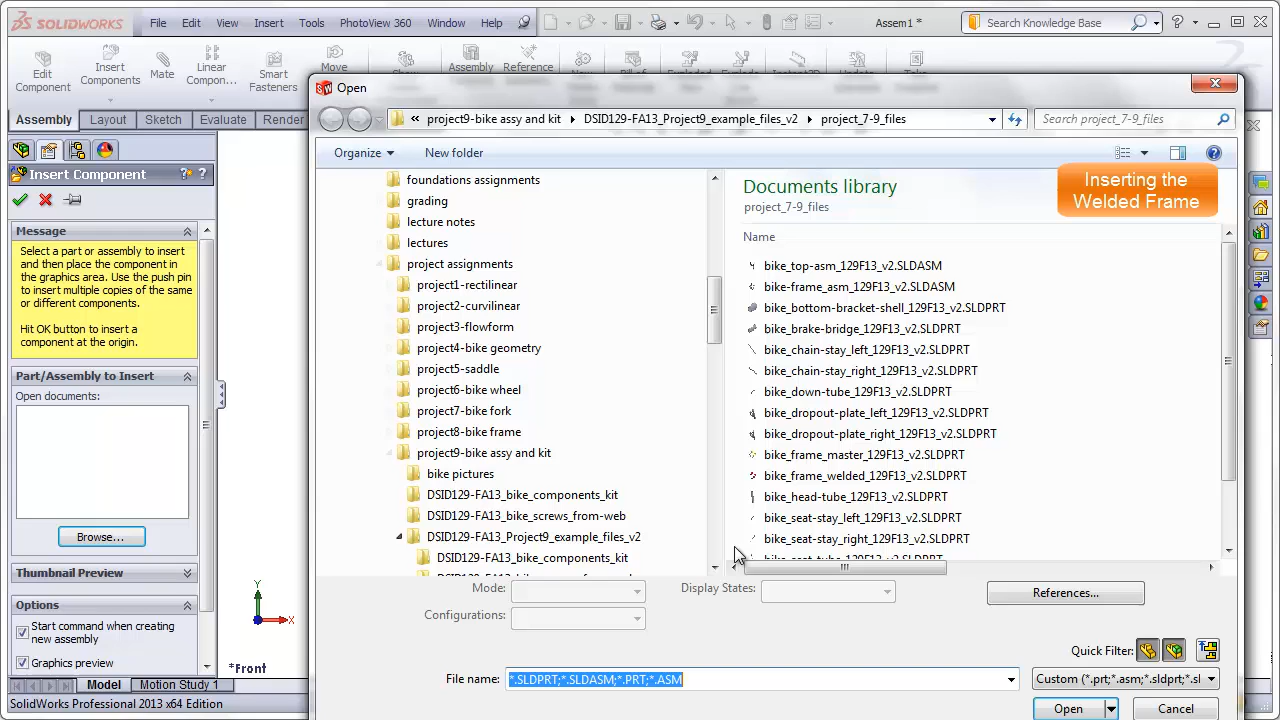 SOLIDWORKS File Edit View Insert Tools PhotoView 360 Window Help Assem1 * Search Knowledge Base
Edit Component
Insert Components
Mate
Linear Compon...
Smart Fasteners
Move
Assembly
Reference
Assembly Layout Sketch Evaluate Render
Insert Component
Message
Select a part or assembly to insert
and then place the component in
the graphics area. Use the push pin
to insert multiple copies of the same
or different components.
Hit OK button to insert a
component at the origin.
Part/Assembly to Insert
Open documents:
Browse...
Thumbnail Preview
Options
Start command when creating
new assembly
Graphics preview
Y
X
*Front
Model Motion Study 1
SolidWorks Professional 2013 x64 Edition
Open
« project9-bike assy and kit DSID129-FA13_Project9_example_files_v2 project_7-9_files
Search project_7-9_files
Organize New folder
foundations assignments
grading
lecture notes
lectures
project assignments
project1-rectilinear
project2-curvilinear
project3-flowform
project4-bike geometry
project5-saddle
project6-bike wheel
project7-bike fork
project8-bike frame
project9-bike assy and kit
bike pictures
DSID129-FA13_bike_components_kit
DSID129-FA13_bike_screws_from-web
DSID129-FA13_Project9_example_files_v2
DSID129-FA13_bike_components_kit
Documents library
project_7-9_files
Inserting the
Welded Frame
Name
bike_top-asm_129F13_v2.SLDASM
bike-frame_asm_129F13_v2.SLDASM
bike_bottom-bracket-shell_129F13_v2.SLDPRT
bike_brake-bridge_129F13_v2.SLDPRT
bike_chain-stay_left_129F13_v2.SLDPRT
bike_chain-stay_right_129F13_v2.SLDPRT
bike_down-tube_129F13_v2.SLDPRT
bike_dropout-plate_left_129F13_v2.SLDPRT
bike_dropout-plate_right_129F13_v2.SLDPRT
bike_frame_master_129F13_v2.SLDPRT
bike_frame_welded_129F13_v2.SLDPRT
bike_head-tube_129F13_v2.SLDPRT
bike_seat-stay_left_129F13_v2.SLDPRT
bike_seat-stay_right_129F13_v2.SLDPRT
bike_seat-tube_129F13_v2.SLDPRT
Mode:
Display States:
References...
Configurations:
Quick Filter:
File name: *.SLDPRT;*.SLDASM;*.PRT;*.ASM
Custom (*.prt;*.asm;*.sldprt;*.sl
Open
Cancel